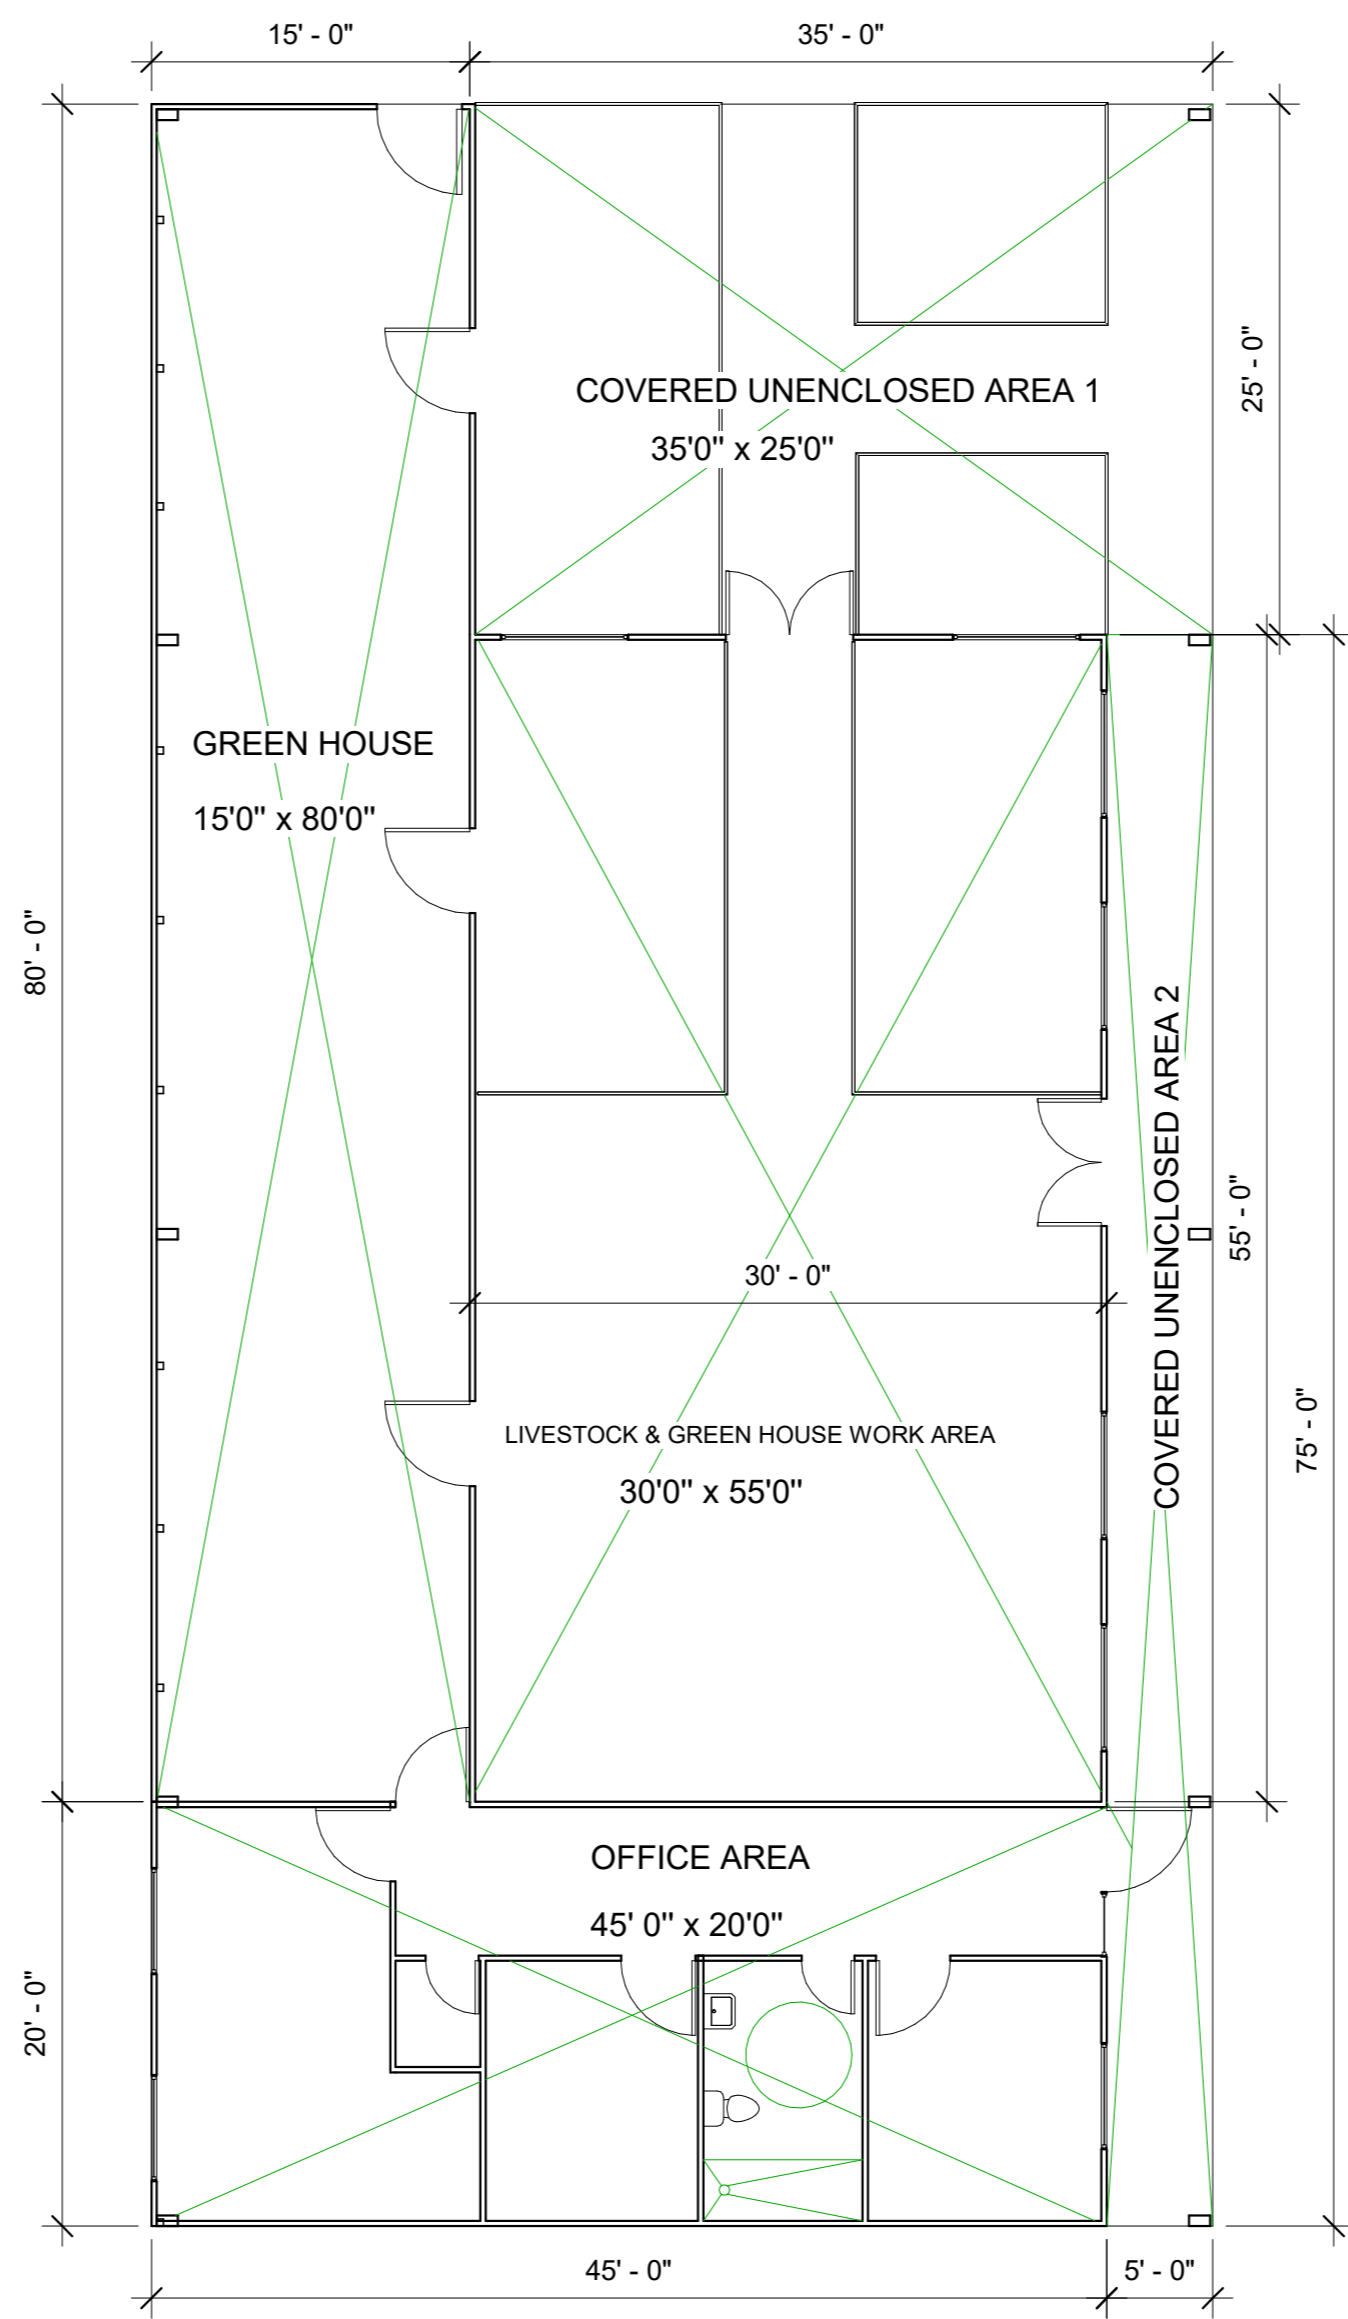 15' - 0"
35' - 0"
25' - 0"
COVERED UNENCLOSED AREA 1
35'0" x 25'0"
GREEN HOUSE
15'0" x 80'0"
80' - 0"
COVERED UNENCLOSED AREA 2
55' - 0"
30' - 0"
75' - 0"
LIVESTOCK & GREEN HOUSE WORK AREA
30'0" x 55'0"
OFFICE AREA
45' 0" x 20'0"
20' - 0"
45' - 0"
5' - 0"